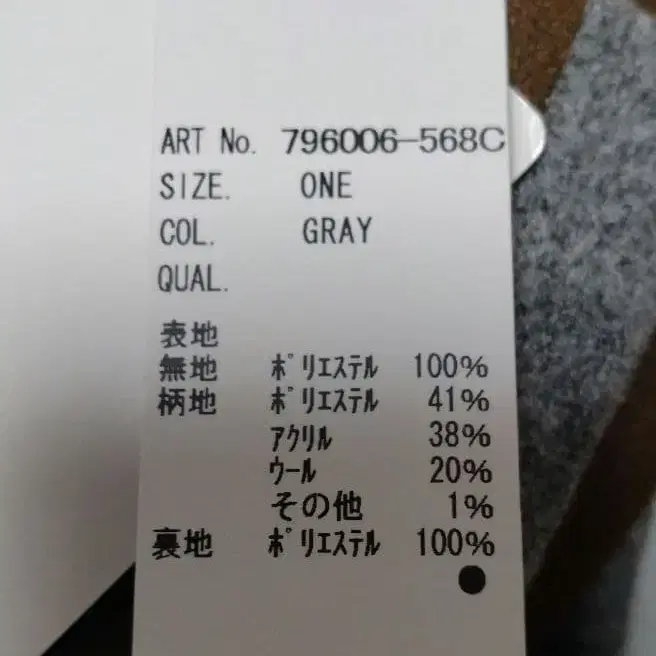 ART No. 796006-568C
SIZE. ONE
COL. GRAY
QUAL.
表地
無地 ﾎﾟﾘｴｽﾃﾙ 100%
柄地 ﾎﾟﾘｴｽﾃﾙ 41%
ｱｸﾘﾙ 38%
ｳｰﾙ 20%
その他 1%
裏地 ﾎﾟﾘｴｽﾃﾙ 100%